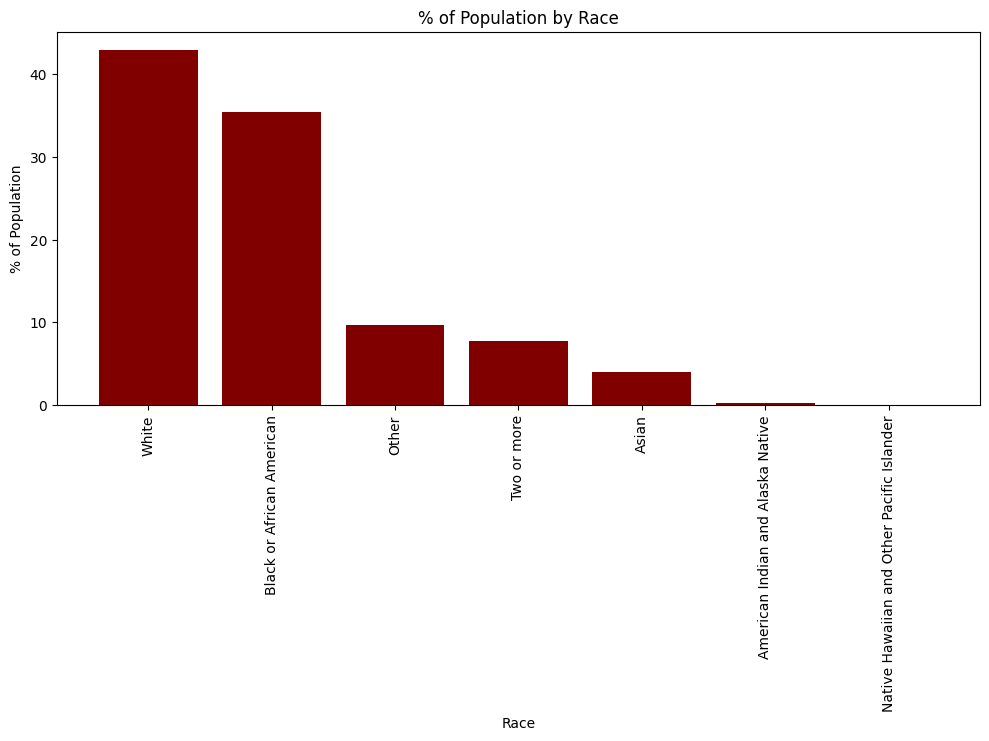 % of Population by Race
% of Population
40
30
20
10
0
White
Black or African American
Other
Two or more
Asian
American Indian and Alaska Native
Native Hawaiian and Other Pacific Islander
Race